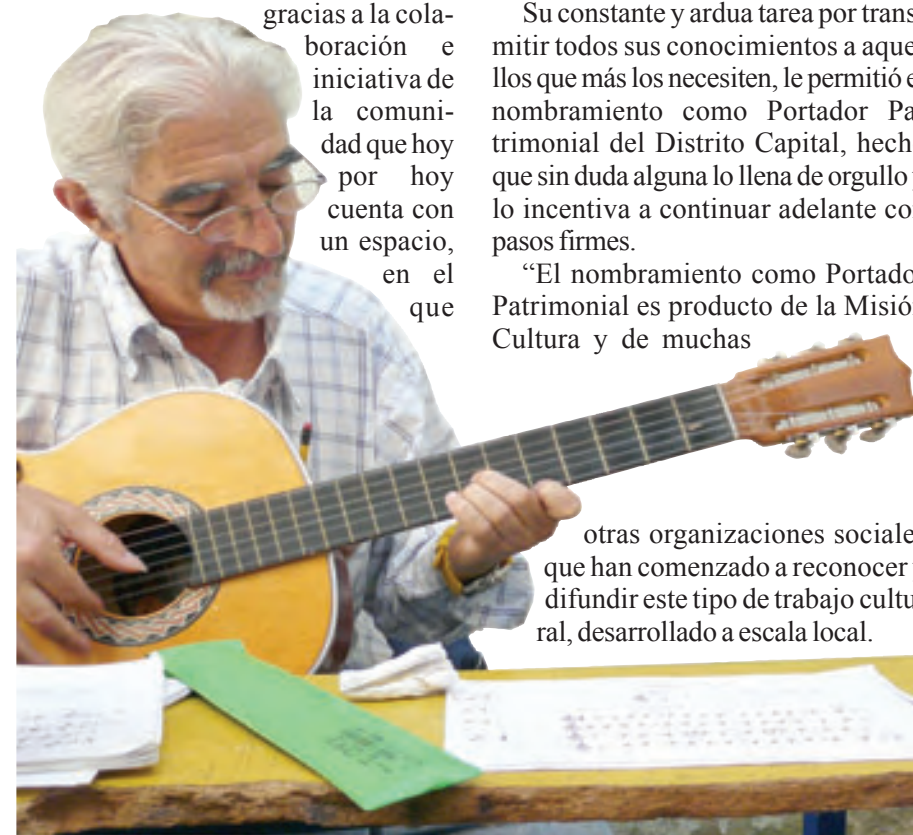 gracias a la cola-
boración e
iniciativa de
la comuni-
dad que hoy
por hoy
cuenta con
un espacio,
en el
que
Su constante y ardua tarea por trans
mitir todos sus conocimientos a aque
llos que más los necesiten, le permitió e
nombramiento como Portador Pa
trimonial del Distrito Capital, hech
que sin duda alguna lo llena de orgullo
lo incentiva a continuar adelante co
pasos firmes.
“El nombramiento como Portado
Patrimonial es producto de la Misió
Cultura y de muchas
otras organizaciones sociale
que han comenzado a reconocer
difundir este tipo de trabajo cultu
ral, desarrollado a escala local.